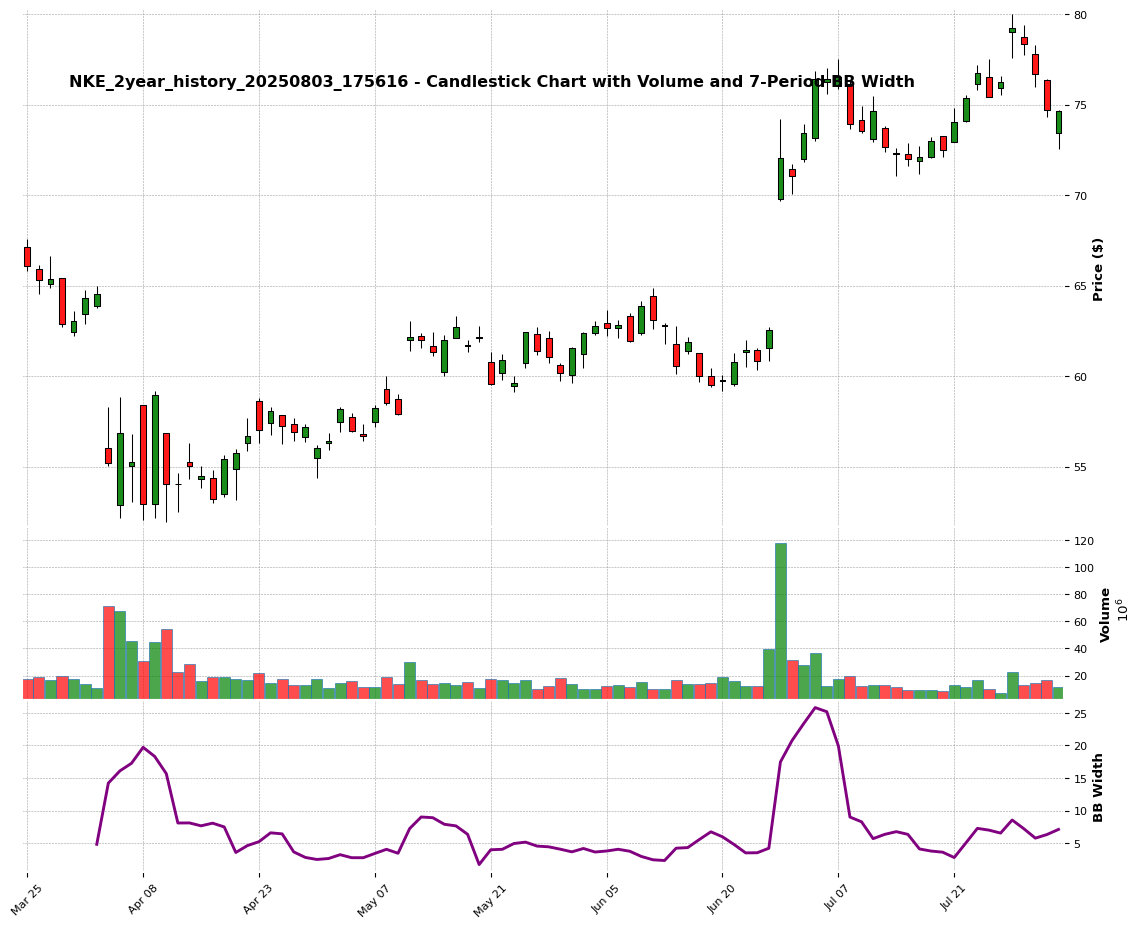 NKE_2year_history_20250803_175616 - Candlestick Chart with Volume and 7-Period BB Width
80
75
70
65
60
55
Price ($)
120
100
80
60
40
20
Volume
10^6
25
20
15
10
5
BB Width
Mar 25
Apr 08
Apr 23
May 07
May 21
Jun 05
Jun 20
Jul 07
Jul 21